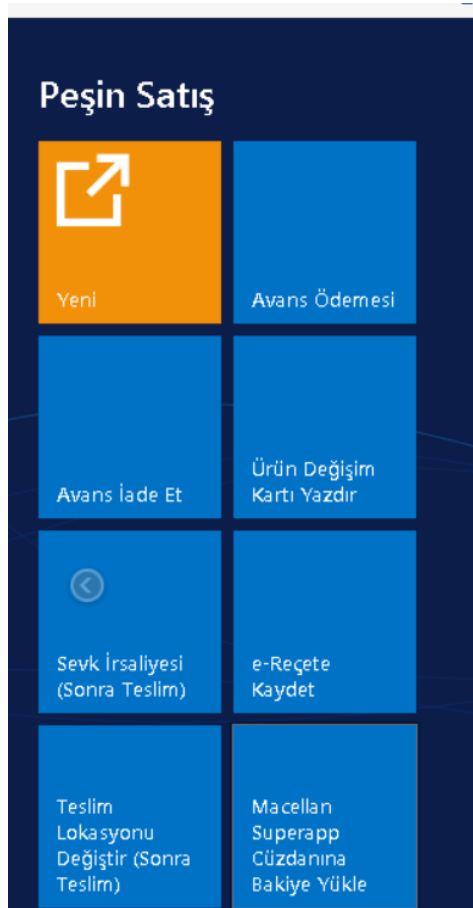 Peşin Satış
Yeni
Avans Ödemesi
Avans İade Et
Ürün Değişim
Kartı Yazdır
Sevk İrsaliyesi
(Sonra Teslim)
e-Reçete
Kaydet
Teslim
Lokasyonu
Değiştir (Sonra
Teslim)
Macellan
Superapp
Cüzdanına
Bakiye Yükle